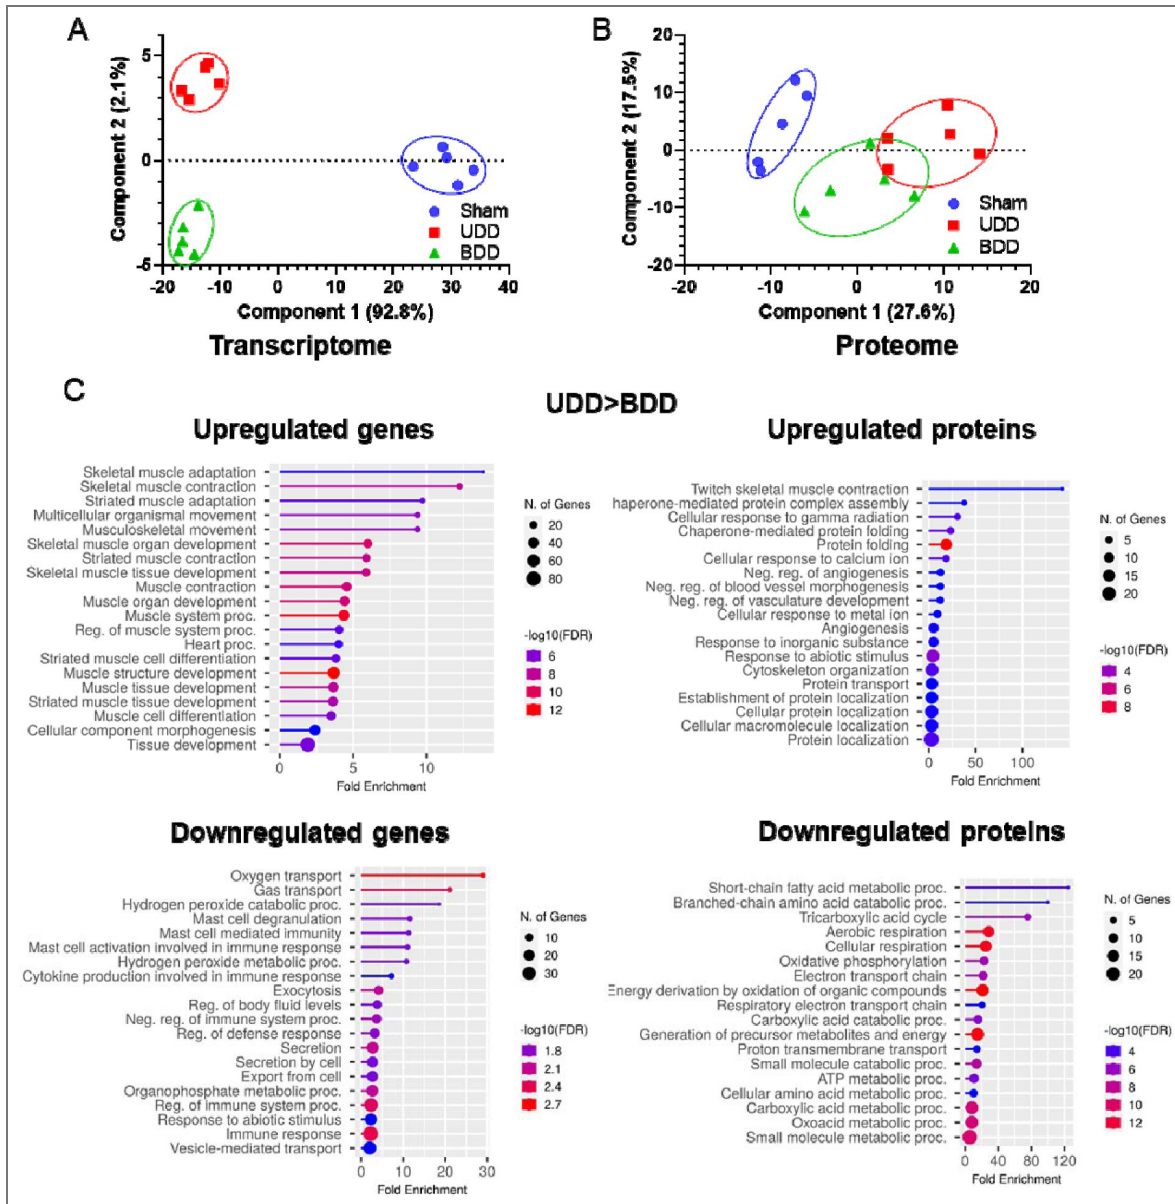 A
B
Component 2 (2.1%)
5
0
-5
Sham
UDD
BDD
-20 -10 0 10 20 30 40
Component 1 (92.8%)
Transcriptome
Component 2 (17.5%)
20
10
0
-10
20
Sham
UDD
BDD
-20 -10 0 10 20
Component 1 (27.6%)
Proteome
C
UDD>BDD
Upregulated genes
Skeletal muscle adaptation
Skeletal muscle contraction
Striated muscle adaptation
Multicellular organismal movement
Musculoskeletal movement
Skeletal muscle organ development
Striated muscle contraction
Skeletal muscle tissue development
Muscle contraction
Muscle organ development
Muscle system proc.
Reg. of muscle system proc.
Heart proc.
Striated muscle cell differentiation
Muscle structure development
Muscle tissue development
Striated muscle tissue development
Muscle cell differentiation
Cellular component morphogenesis
Tissue development
0 5 10
Fold Enrichment
N. of Genes
20
40
60
80
-log10(FDR)
6
8
10
12
Upregulated proteins
Twitch skeletal muscle contraction
haperone-mediated protein complex assembly
Cellular response to gamma radiation
Chaperone-mediated protein folding
Protein folding
Cellular response to calcium ion
Neg. reg. of angiogenesis
Neg. reg. of blood vessel morphogenesis
Neg. reg. of vasculature development
Cellular response to metal ion
Angiogenesis
Response to inorganic substance
Response to abiotic stimulus
Cytoskeleton organization
Protein transport
Establishment of protein localization
Cellular protein localization
Cellular macromolecule localization
Protein localization
0 50 100
Fold Enrichment
N. of Genes
5
10
15
20
-log10(FDR)
4
6
8
Downregulated genes
Oxygen transport
Gas transport
Hydrogen peroxide catabolic proc.
Mast cell degranulation
Mast cell mediated immunity
Mast cell activation involved in immune response
Hydrogen peroxide metabolic proc.
Cytokine production involved in immune response
Exocytosis
Reg. of body fluid levels
Neg. reg. of immune system proc.
Reg. of defense response
Secretion
Secretion by cell
Export from cell
Organophosphate metabolic proc.
Reg. of immune system proc.
Response to abiotic stimulus
Immune response
Vesicle-mediated transport
0 10 20 30
Fold Enrichment
N. of Genes
10
20
30
-log10(FDR)
1.8
2.1
2.4
2.7
Downregulated proteins
Short-chain fatty acid metabolic proc.
Branched-chain amino acid catabolic proc.
Tricarboxylic acid cycle
Aerobic respiration
Cellular respiration
Oxidative phosphorylation
Electron transport chain
Energy derivation by oxidation of organic compounds
Respiratory electron transport chain
Carboxylic acid catabolic proc.
Generation of precursor metabolites and energy
Proton transmembrane transport
Small molecule catabolic proc.
ATP metabolic proc.
Cellular amino acid metabolic proc.
Carboxylic acid metabolic proc.
Oxoacid metabolic proc.
Small molecule metabolic proc.
0 40 80 120
Fold Enrichment
N. of Genes
5
10
15
20
-log10(FDR)
4
6
8
10
12